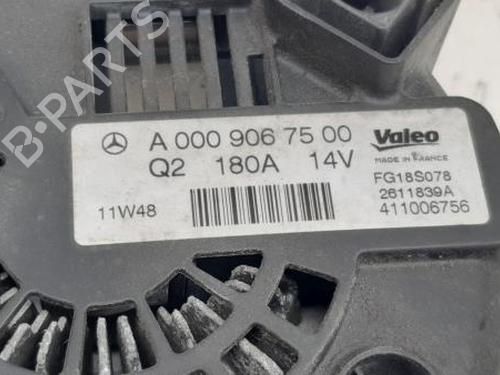 B-PARTS
A 000 906 75 00
Q2 180A 14V
11W48
Valeo
MADE IN FRANCE
FG18S078
2611839A
411006756